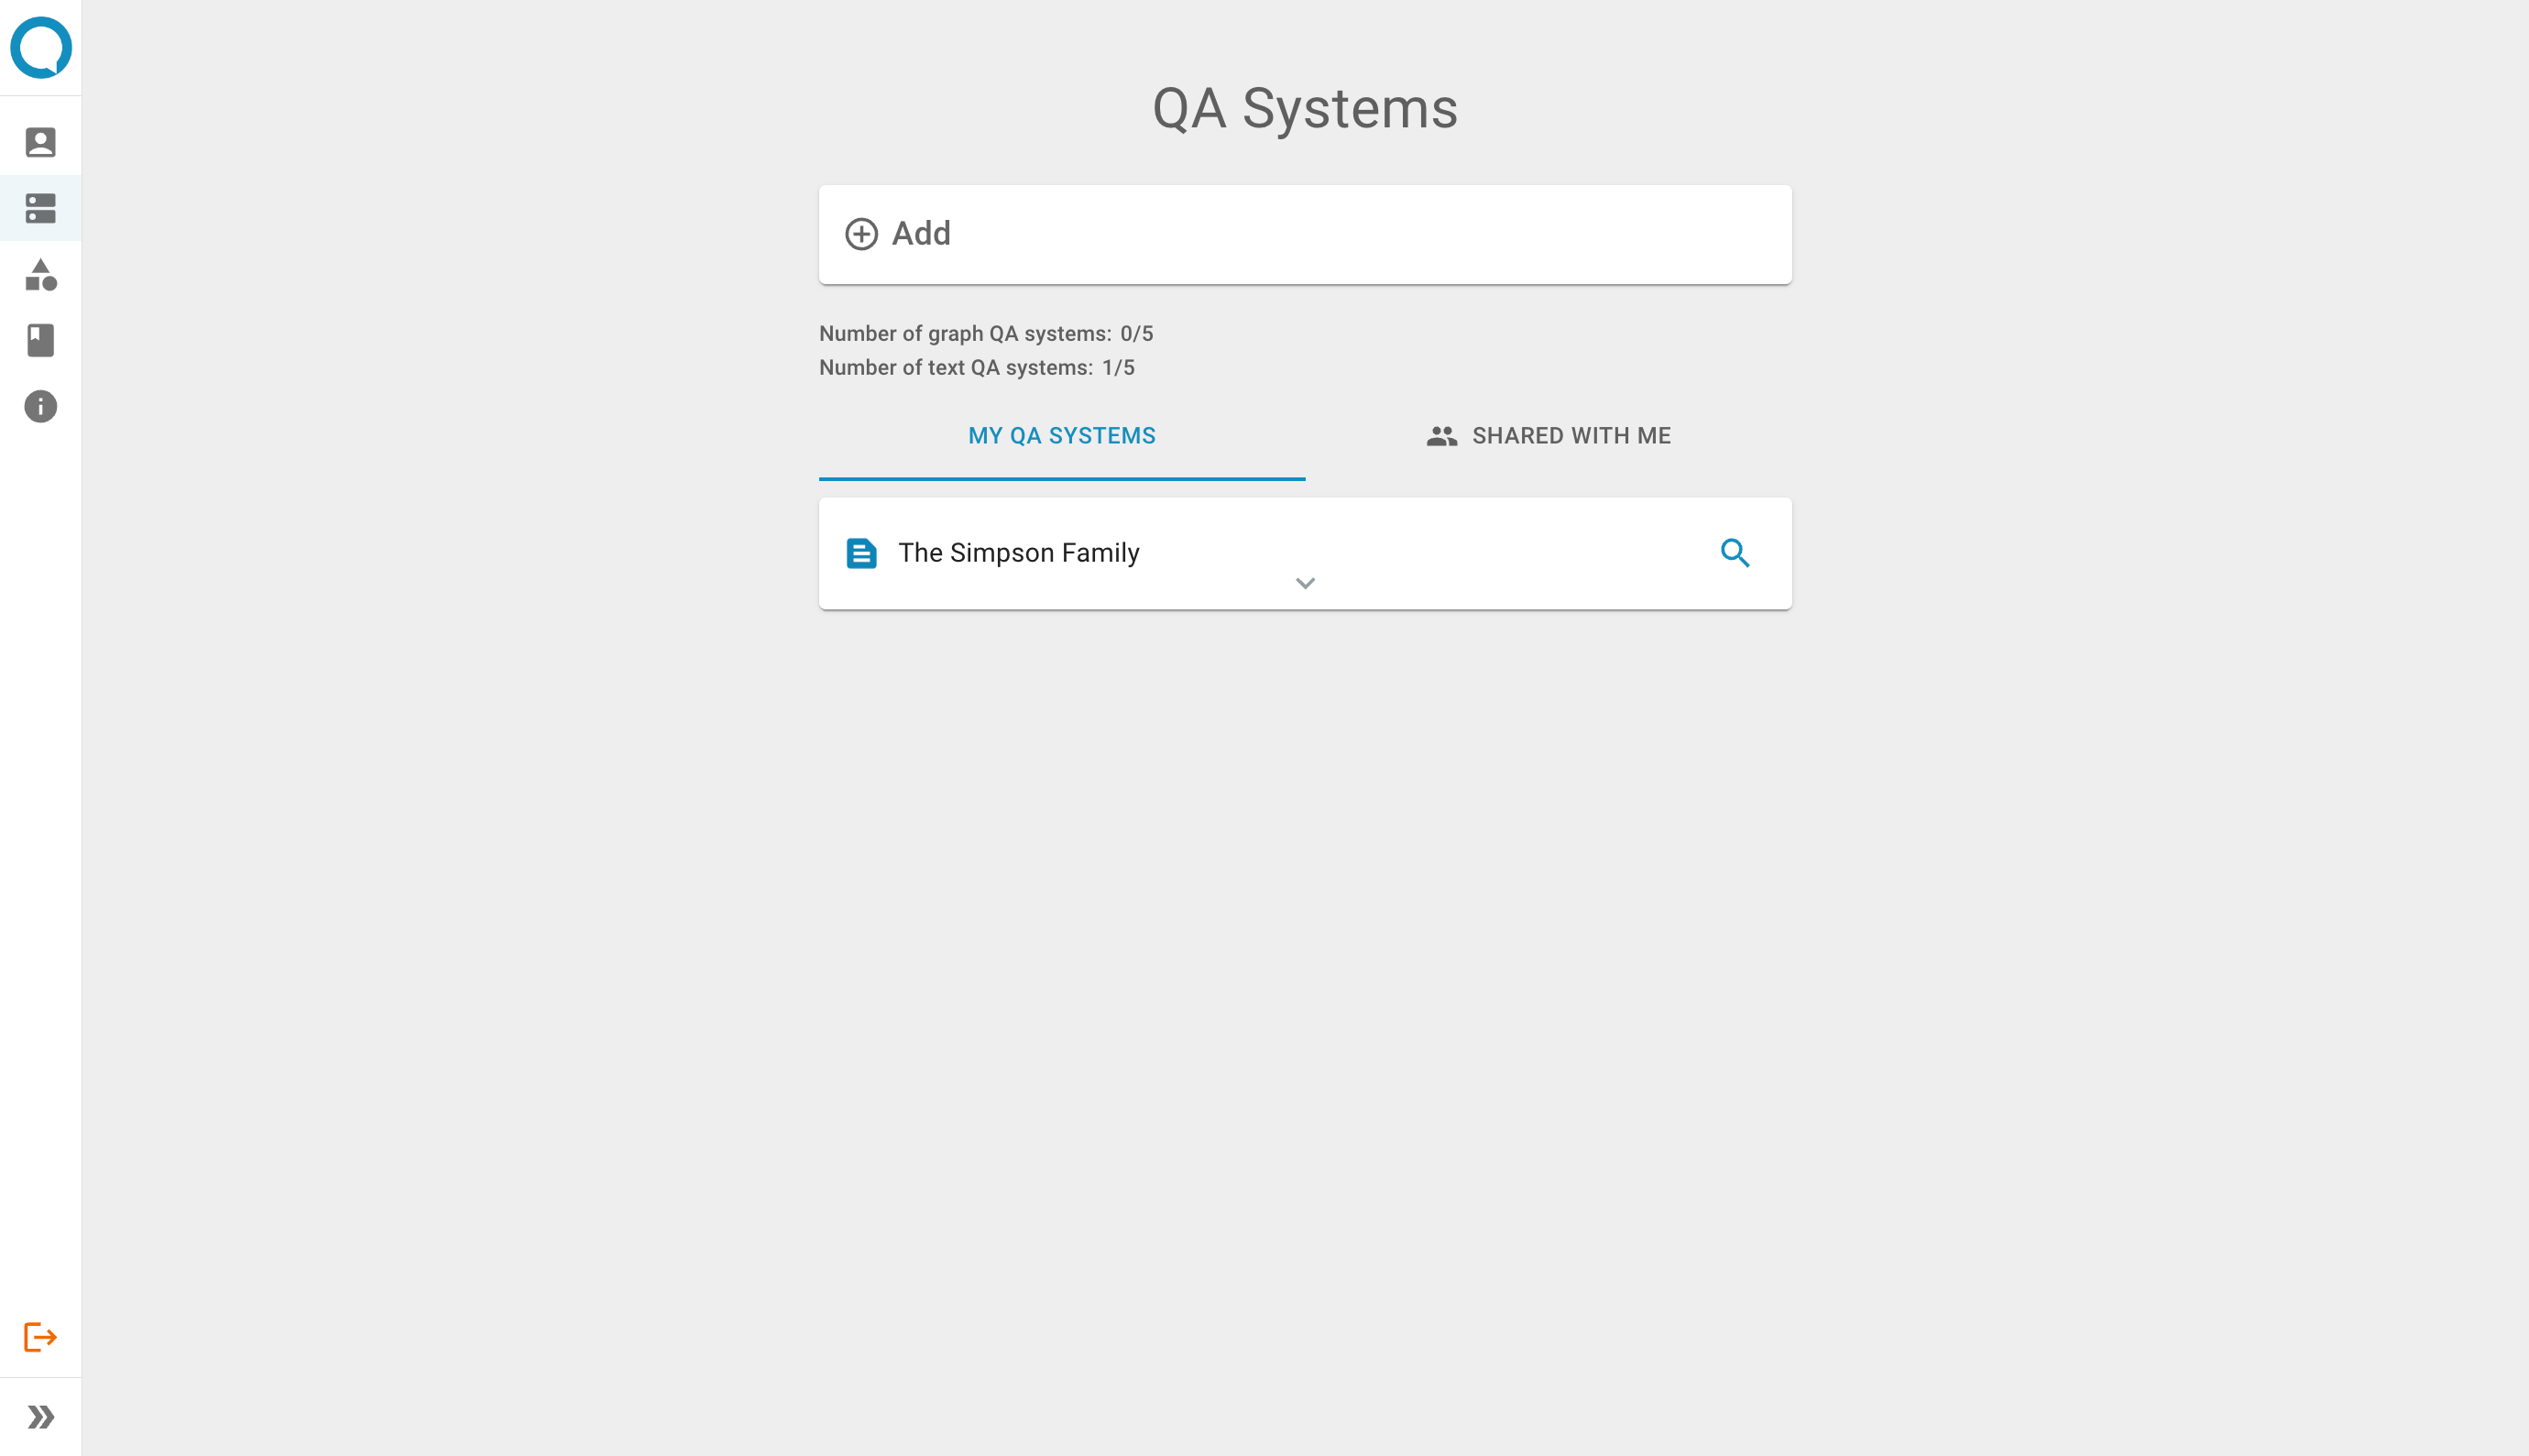 QA Systems
Add
Number of graph QA systems: 0/5
Number of text QA systems: 1/5
MY QA SYSTEMS
SHARED WITH ME
The Simpson Family